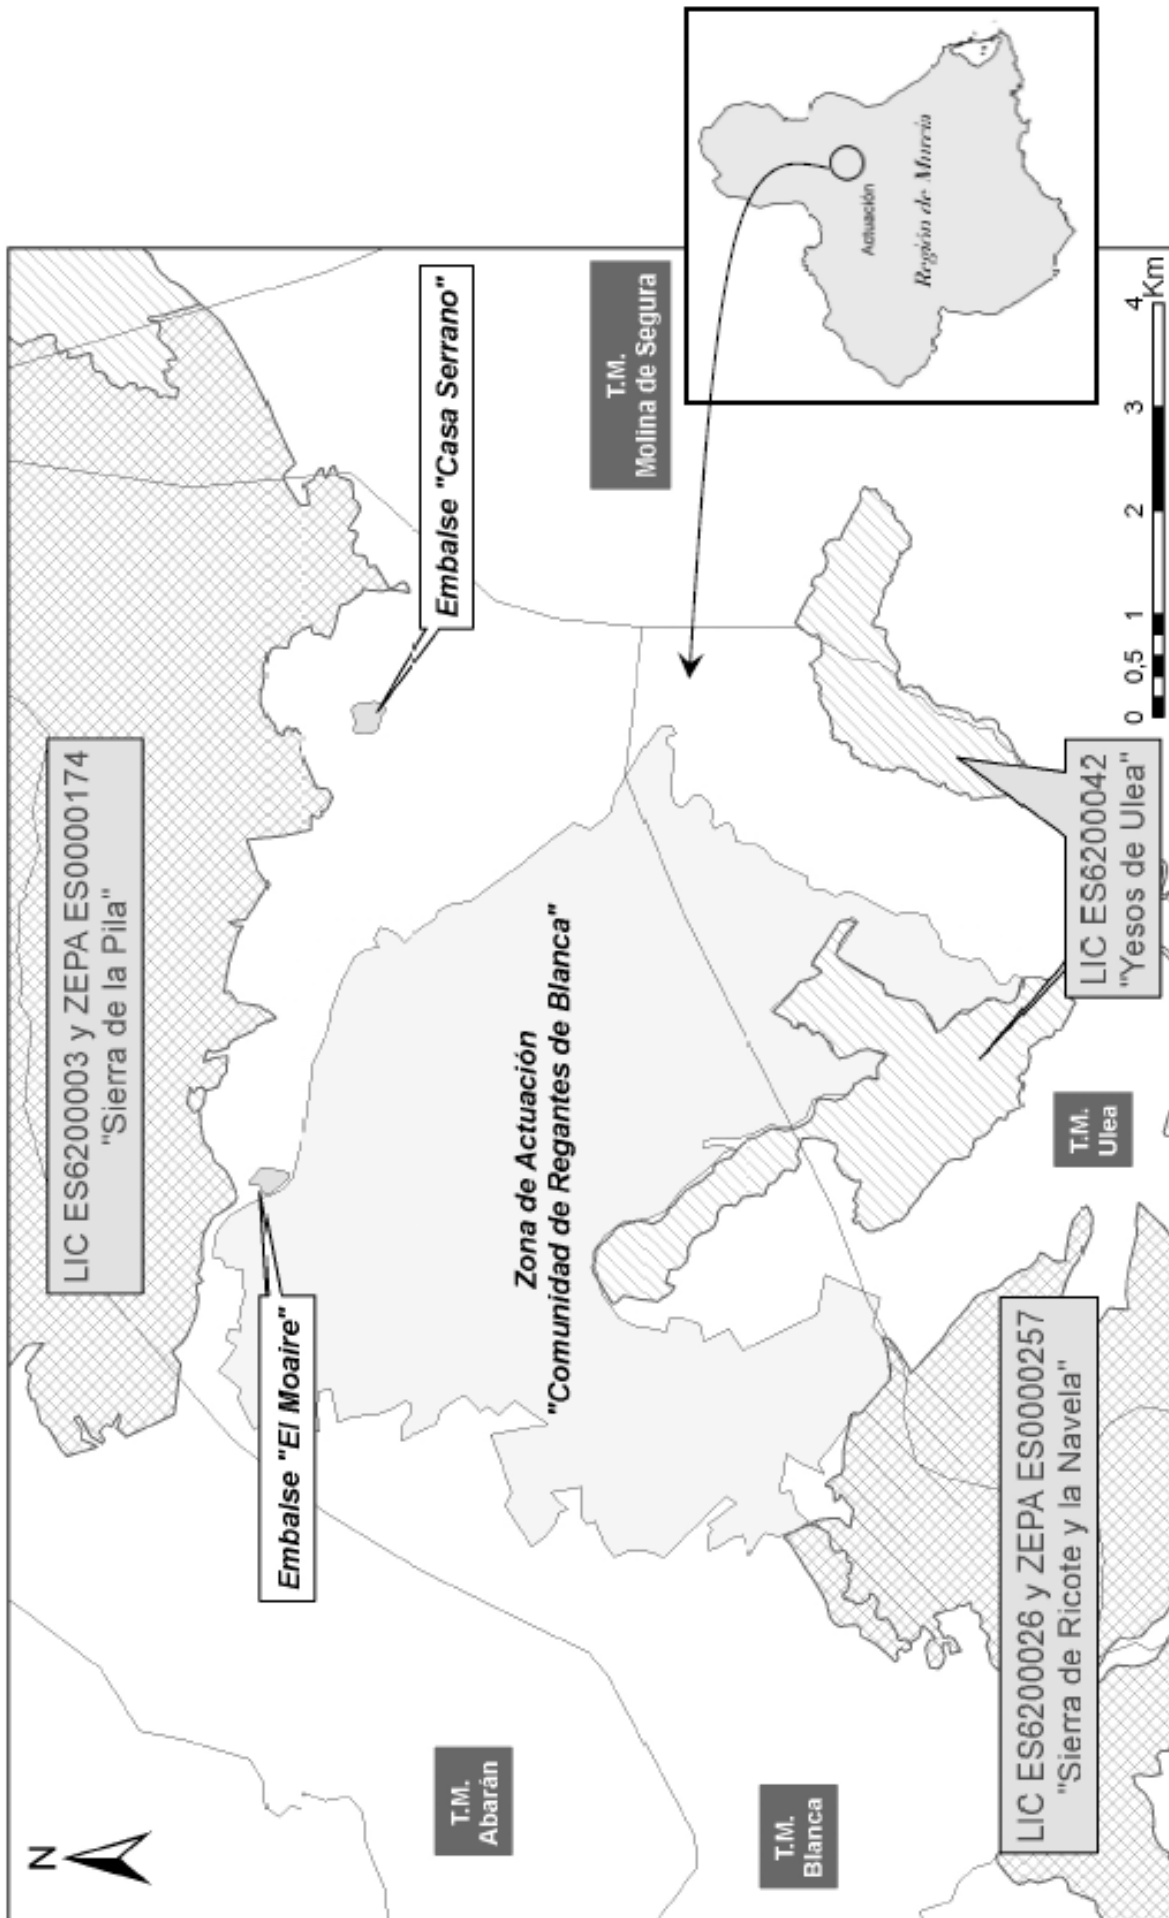 N
LIC ES6200003 y ZEPA ES0000174
"Sierra de la Pila"
Embalse "El Moaire"
Embalse "Casa Serrano"
T.M.
Abarán
Zona de Actuación
"Comunidad de Regantes de Blanca"
T.M.
Molina de Segura
T.M.
Blanca
LIC ES6200026 y ZEPA ES0000257
"Sierra de Ricote y la Navela"
T.M.
Ulea
LIC ES6200042
"Yesos de Ulea"
Actuación
Región de Murcia
0 0,5 1 2 3 4
Km